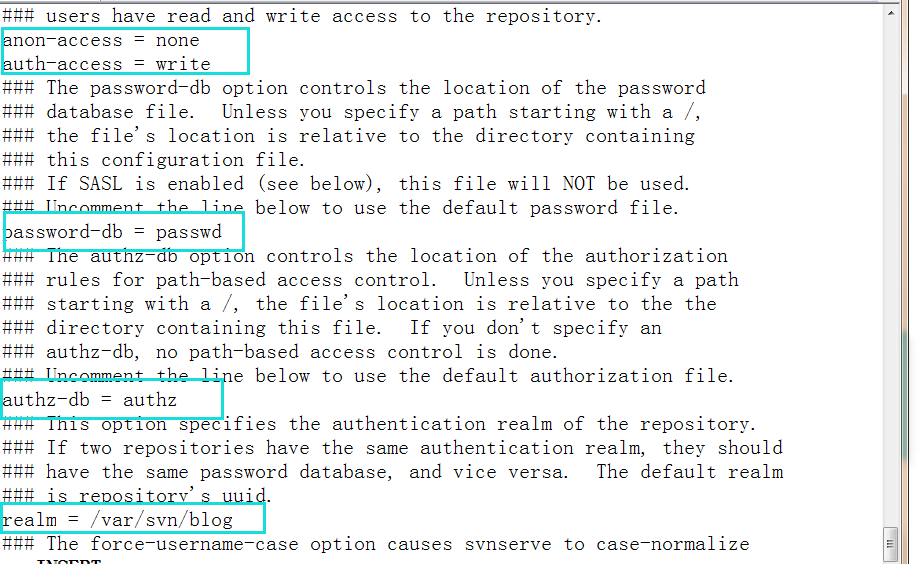 ### users have read and write access to the repository.
anon-access = none
auth-access = write
### The password-db option controls the location of the password
### database file.  Unless you specify a path starting with a /,
### the file's location is relative to the directory containing
### this configuration file.
### If SASL is enabled (see below), this file will NOT be used.
### Uncomment the line below to use the default password file.
password-db = passwd
### The authz-db option controls the location of the authorization
### rules for path-based access control.  Unless you specify a path
### starting with a /, the file's location is relative to the the
### directory containing this file.  If you don't specify an
### authz-db, no path-based access control is done.
### Uncomment the line below to use the default authorization file.
authz-db = authz
### This option specifies the authentication realm of the repository.
### If two repositories have the same authentication realm, they should
### have the same password database, and vice versa.  The default realm
### is repository's uuid.
realm = /var/svn/blog
### The force-username-case option causes svnserve to case-normalize
INSERT